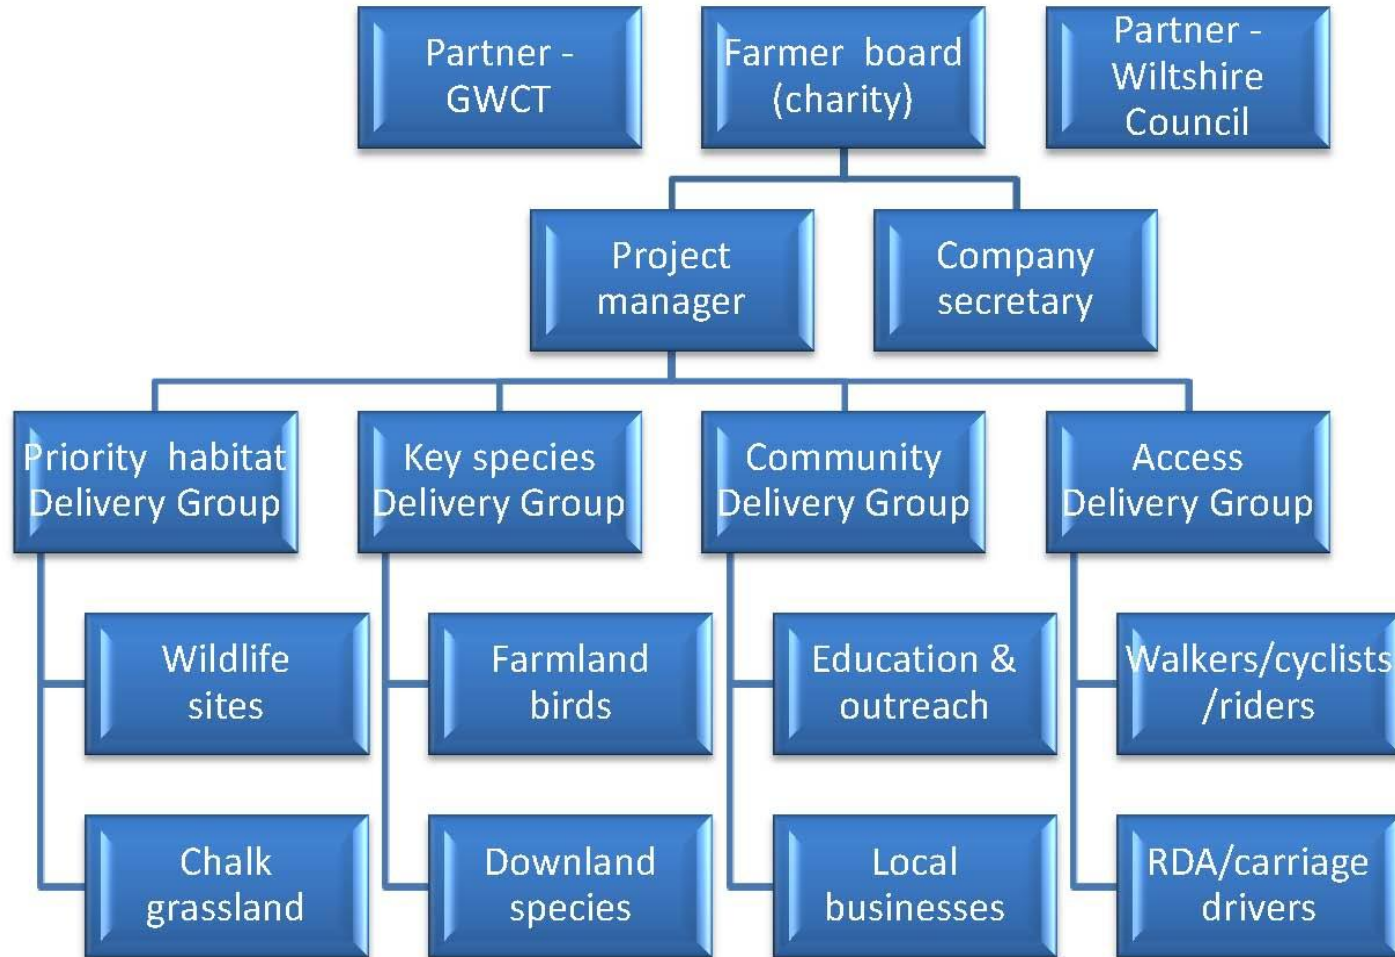 Partner -
GWCT
Farmer board
(charity)
Partner -
Wiltshire
Council
Project
manager
Company
secretary
Priority habitat
Delivery Group
Key species
Delivery Group
Community
Delivery Group
Access
Delivery Group
Wildlife
sites
Farmland
birds
Education &
outreach
Walkers/cyclists
/riders
Chalk
grassland
Downland
species
Local
businesses
RDA/carriage
drivers